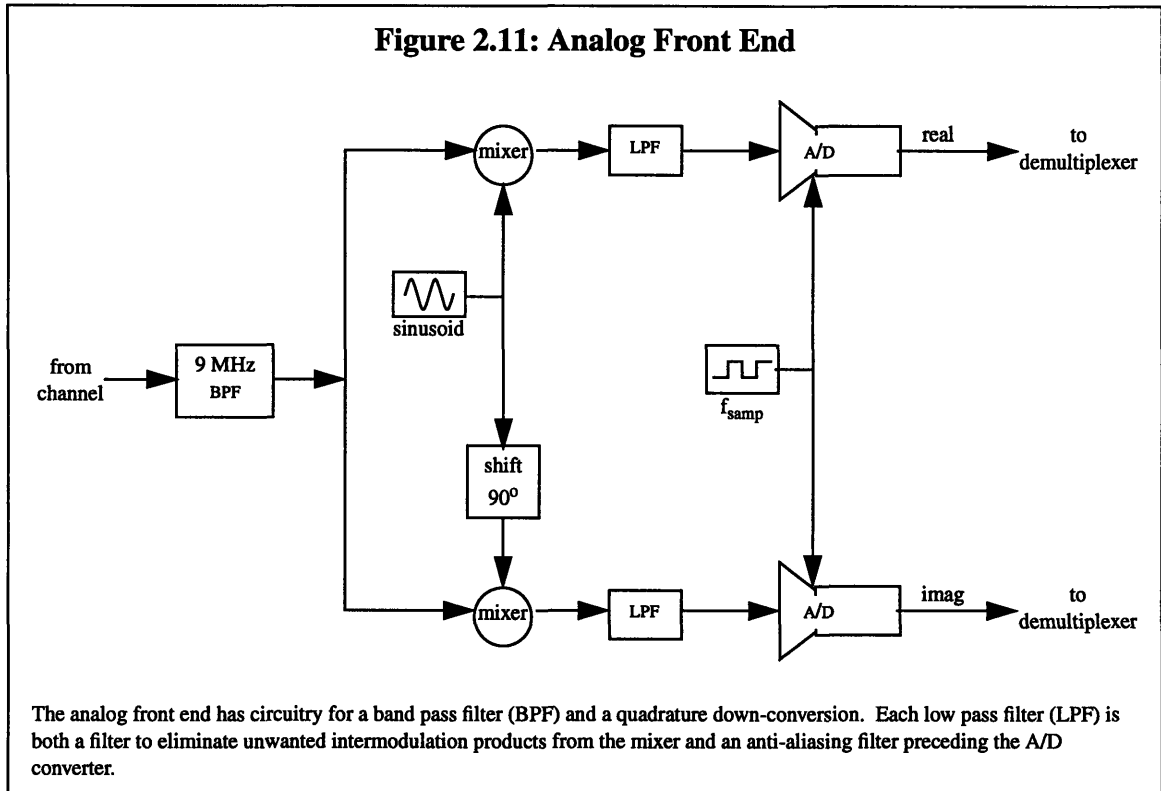 Figure 2.11: Analog Front End
mixer
LPF
A/D
real
to
demultiplexer
sinusoid
from
channel
9 MHz
BPF
fsamp
shift
90o
mixer
LPF
A/D
imag
to
demultiplexer
The analog front end has circuitry for a band pass filter (BPF) and a quadrature down-conversion. Each low pass filter (LPF) is
both a filter to eliminate unwanted intermodulation products from the mixer and an anti-aliasing filter preceding the A/D
converter.